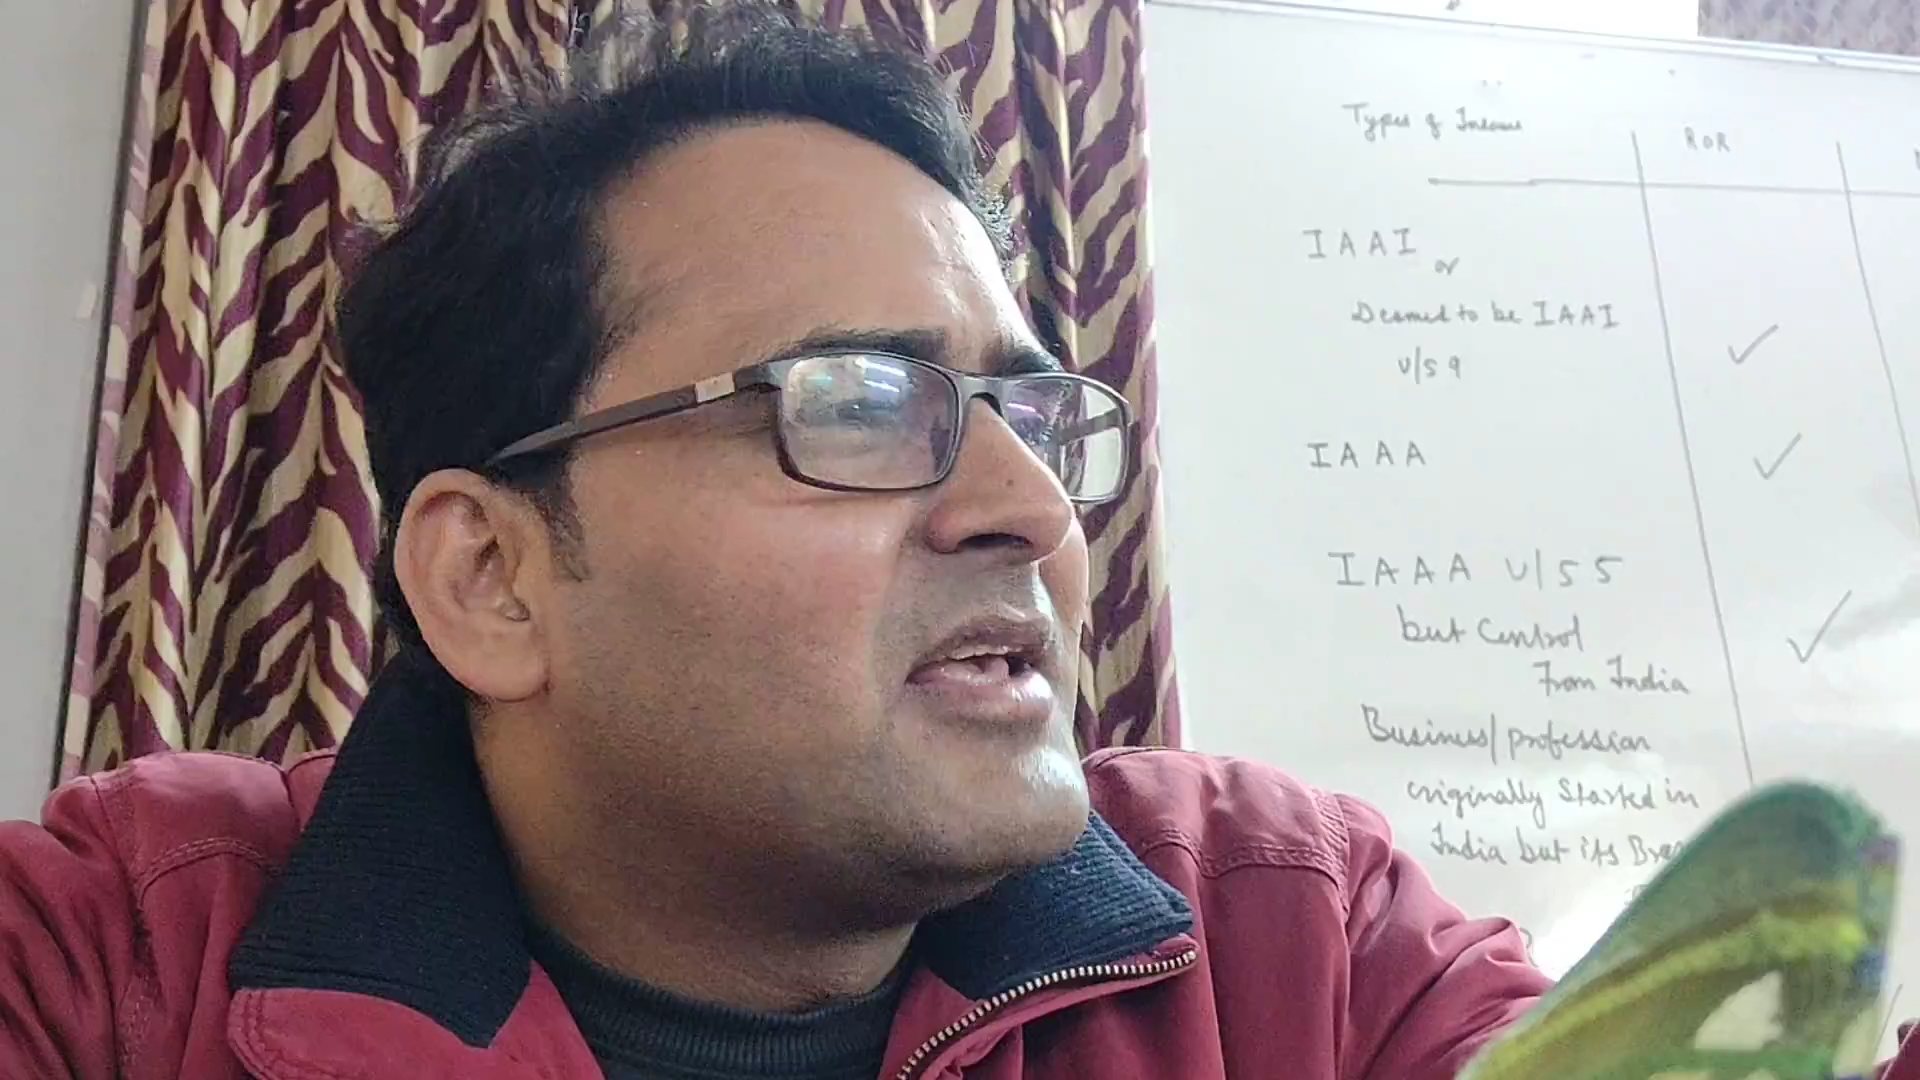 Types of Income
ROR
IAAI or
Deemed to be IAAI
u/s 9
✓
IAAA
✓
IAAA u/s 5
but Control
From India
✓
Business/profession
originally Started in
India but its